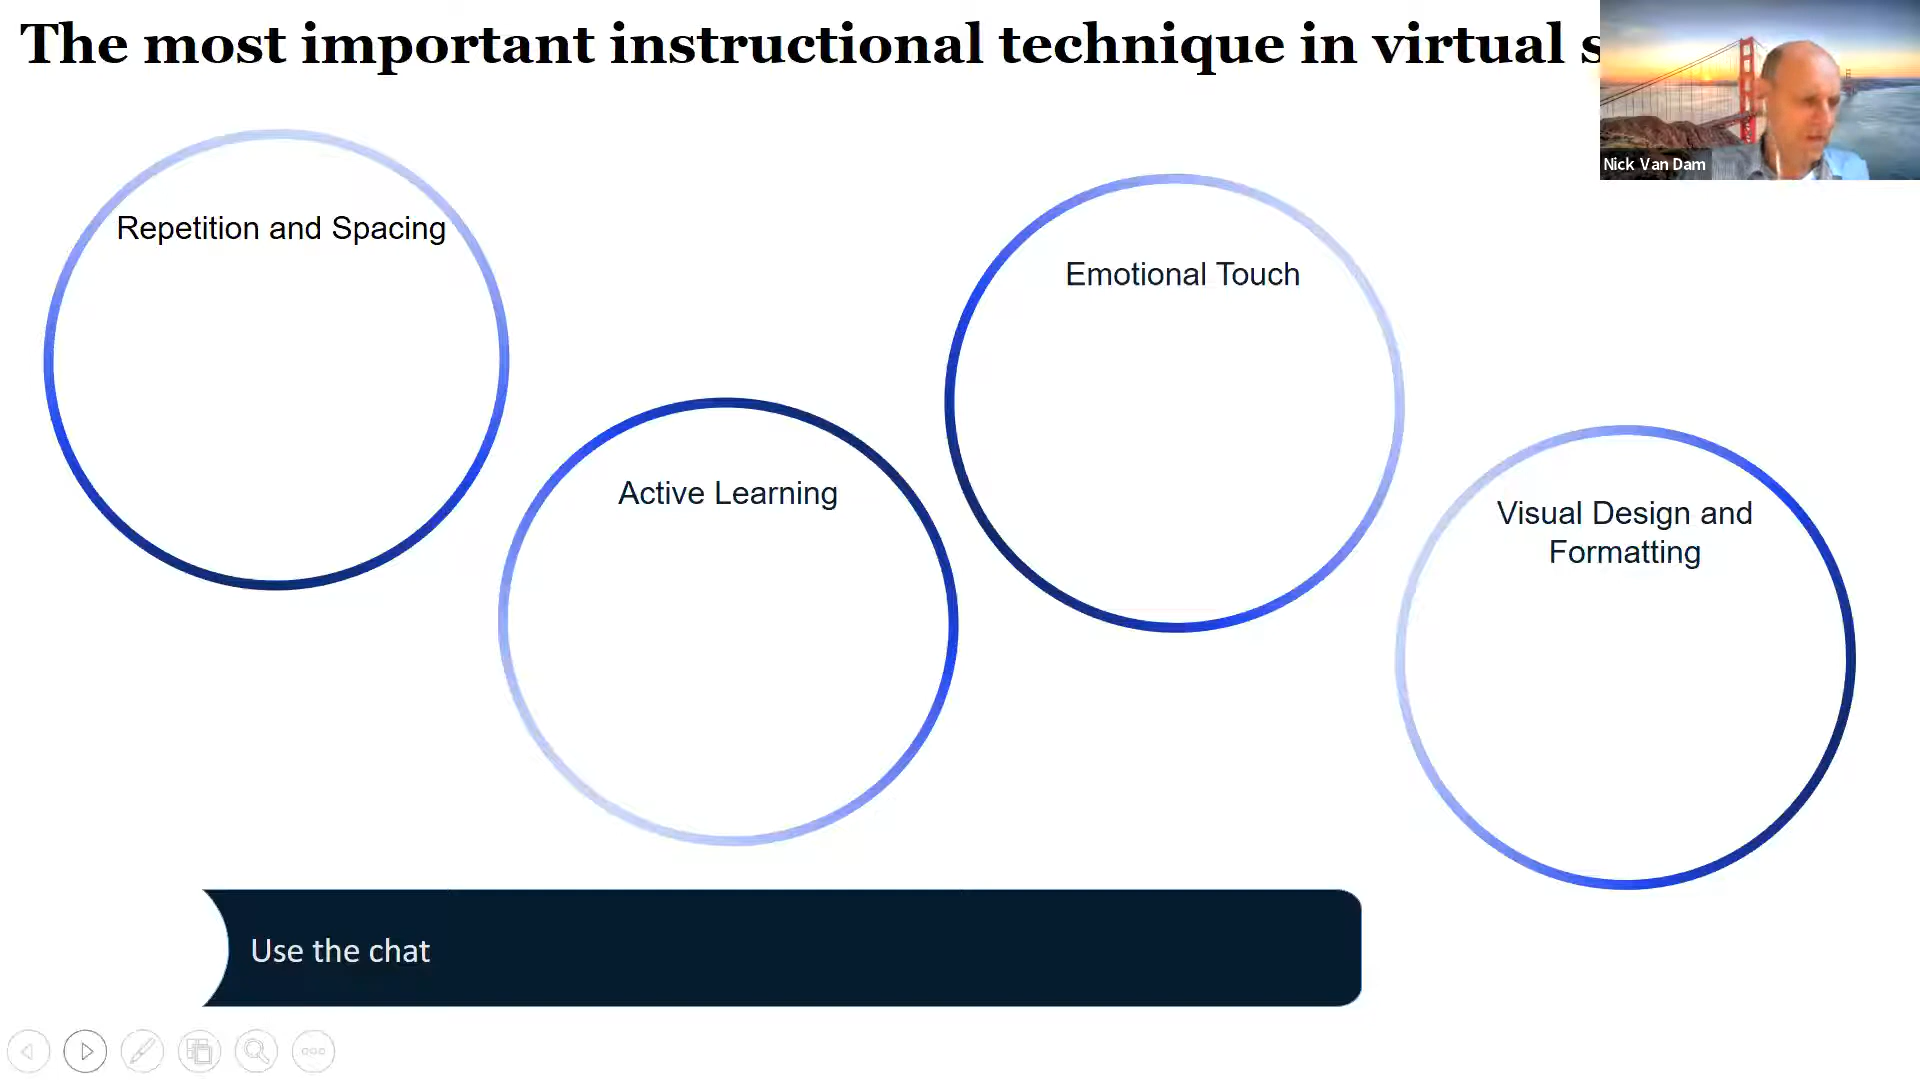 The most important instructional technique in virtual
Nick Van Dam
Repetition and Spacing
Emotional Touch
Active Learning
Visual Design and
Formatting
Use the chat